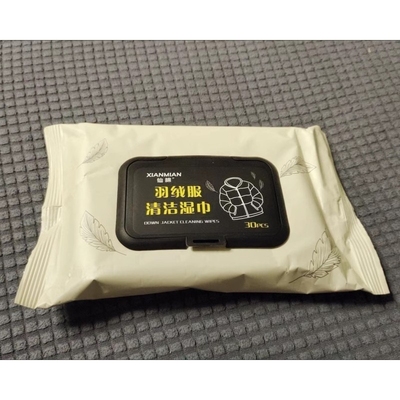 XIANMIAN
羽绒服
清洁湿巾
DOWN JACKET CLEANING WIPES
30PCS